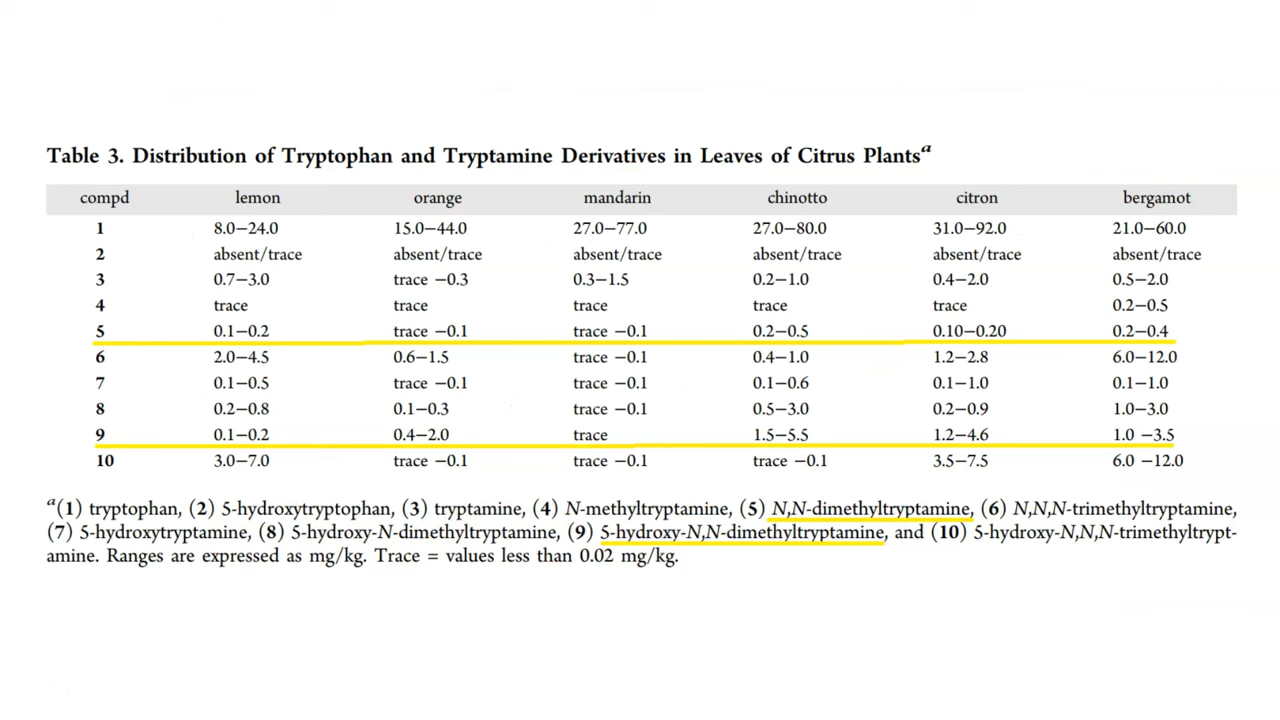 Table 3. Distribution of Tryptophan and Tryptamine Derivatives in Leaves of Citrus Plantsᵃ
compd lemon orange mandarin chinotto citron bergamot
1 8.0−24.0 15.0−44.0 27.0−77.0 27.0−80.0 31.0−92.0 21.0−60.0
2 absent/trace absent/trace absent/trace absent/trace absent/trace absent/trace
3 0.7−3.0 trace −0.3 0.3−1.5 0.2−1.0 0.4−2.0 0.5−2.0
4 trace trace trace trace trace 0.2−0.5
5 0.1−0.2 trace −0.1 trace −0.1 0.2−0.5 0.10−0.20 0.2−0.4
6 2.0−4.5 0.6−1.5 trace −0.1 0.4−1.0 1.2−2.8 6.0−12.0
7 0.1−0.5 trace −0.1 trace −0.1 0.1−0.6 0.1−1.0 0.1−1.0
8 0.2−0.8 0.1−0.3 trace −0.1 0.5−3.0 0.2−0.9 1.0−3.0
9 0.1−0.2 0.4−2.0 trace 1.5−5.5 1.2−4.6 1.0 −3.5
10 3.0−7.0 trace −0.1 trace −0.1 trace −0.1 3.5−7.5 6.0 −12.0
ᵃ(1) tryptophan, (2) 5-hydroxytryptophan, (3) tryptamine, (4) N-methyltryptamine, (5) N,N-dimethyltryptamine, (6) N,N,N-trimethyltryptamine,
(7) 5-hydroxytryptamine, (8) 5-hydroxy-N-dimethyltryptamine, (9) 5-hydroxy-N,N-dimethyltryptamine, and (10) 5-hydroxy-N,N,N-trimethyltrypt-
amine. Ranges are expressed as mg/kg. Trace = values less than 0.02 mg/kg.